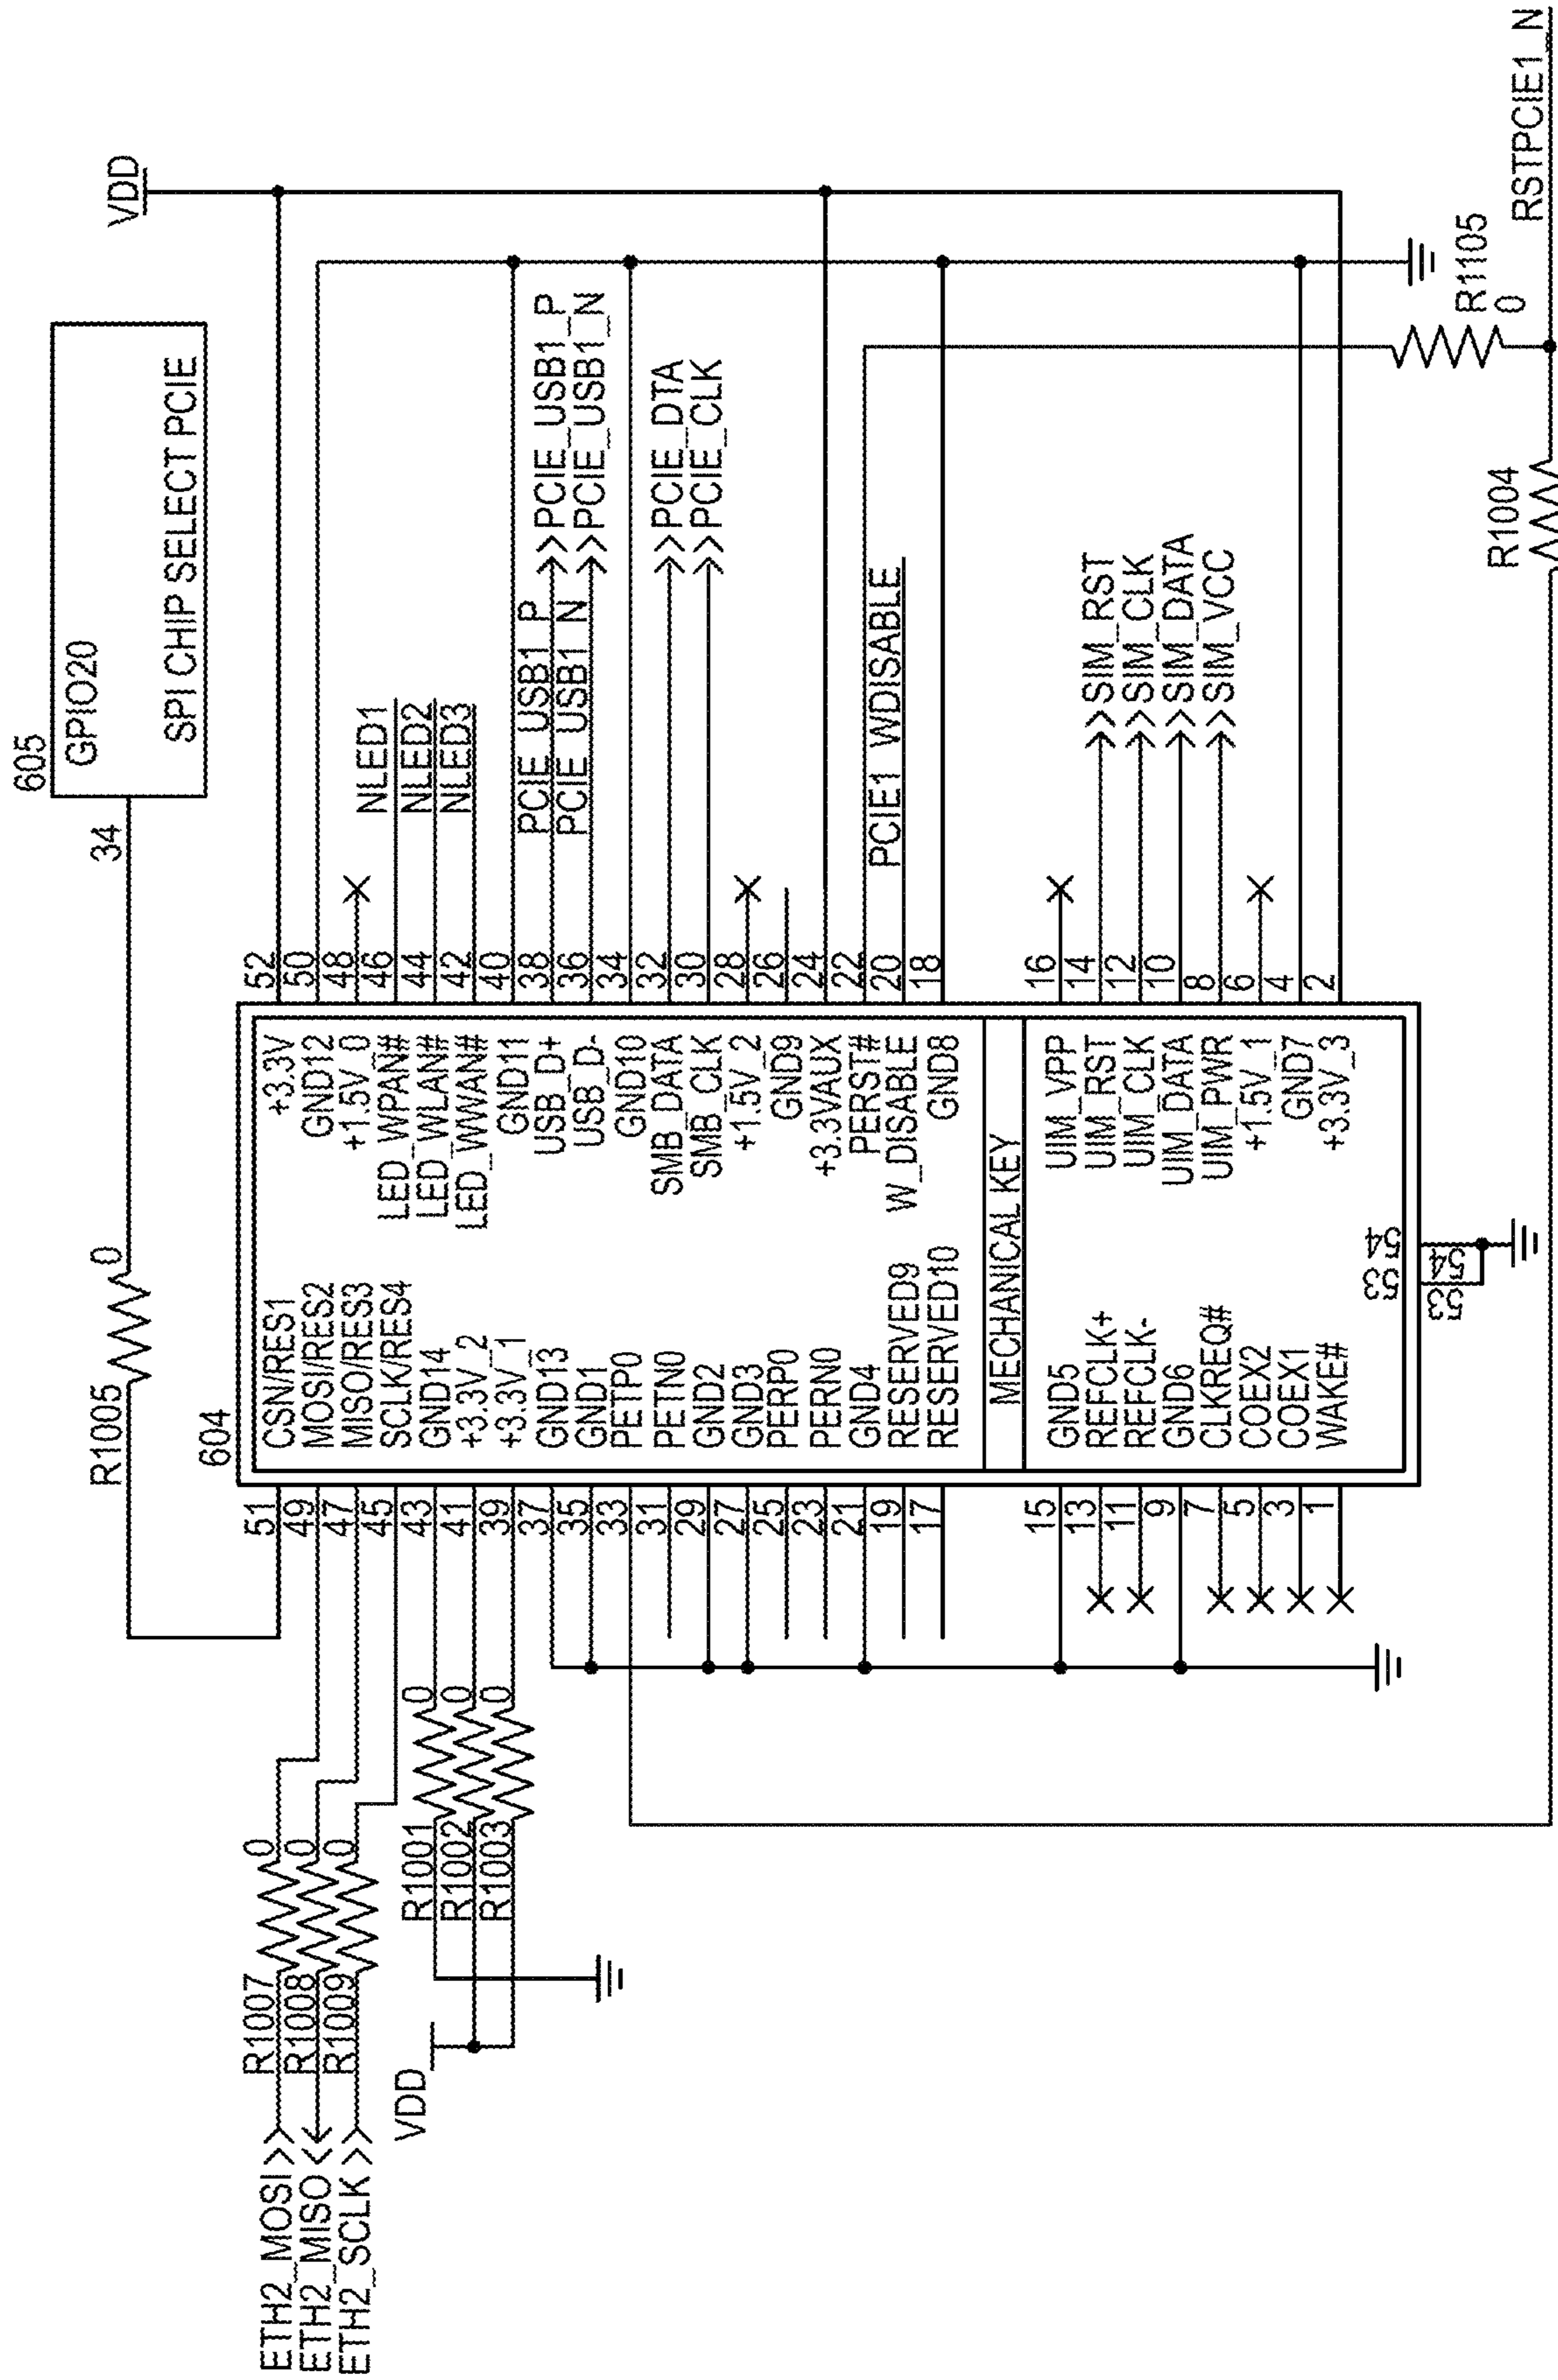 605
GPIO20
SPI CHIP SELECT PCIE
34
R1005 0
VDD
604
ETH2_MOSI
ETH2_MISO
ETH2_SCLK
R1007 0
R1008 0
R1009 0
VDD
R1001 0
R1002 0
R1003 0
51 CSN/RES1
49 MOSI/RES2
47 MISO/RES3
45 SCLK/RES4
43 GND14
41 +3.3V_2
39 +3.3V_1
37 GND13
35 GND1
33 PETP0
31 PETN0
29 GND2
27 GND3
25 PERP0
23 PERN0
21 GND4
19 RESERVED9
17 RESERVED10
MECHANICAL KEY
15 GND5
13 REFCLK+
11 REFCLK-
9 GND6
7 CLKREQ#
5 COEX2
3 COEX1
1 WAKE#
+3.3V 52
GND12 50
+1.5V_0 48
LED_WPAN# 46 NLED1
LED_WLAN# 44 NLED2
LED_WWAN# 42 NLED3
GND11 40
USB_D+ 38 PCIE_USB1_P PCIE_USB1_P
USB_D- 36 PCIE_USB1_N PCIE_USB1_N
GND10 34
SMB_DATA 32 PCIE_DTA
SMB_CLK 30 PCIE_CLK
+1.5V_2 28
GND9 26
+3.3VAUX 24
PERST# 22
W_DISABLE 20 PCIE1_WDISABLE
GND8 18
UIM_VPP 16
UIM_RST 14 SIM_RST
UIM_CLK 12 SIM_CLK
UIM_DATA 10 SIM_DATA
UIM_PWR 8 SIM_VCC
+1.5V_1 6
GND7 4
+3.3V_3 2
53 54
53 54
R1105
0
R1004
RSTPCIE1_N